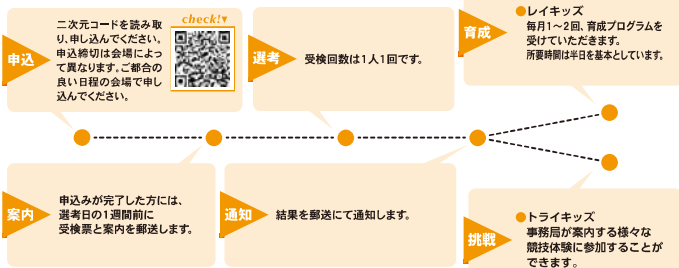 申込
二次元コードを読み取
り、申し込んでください。
申込締切は会場によっ
て異なります。ご都合の
良い日程の会場で申し
込んでください。
check!▼
案内
申込みが完了した方には、
選考日の1週間前に
受検票と案内を郵送します。
選考
受検回数は1人1回です。
通知
結果を郵送にて通知します。
育成
●レイキッズ
毎月1～2回、育成プログラムを
受けていただきます。
所要時間は半日を基本としています。
挑戦
●トライキッズ
事務局が案内する様々な
競技体験に参加することが
できます。